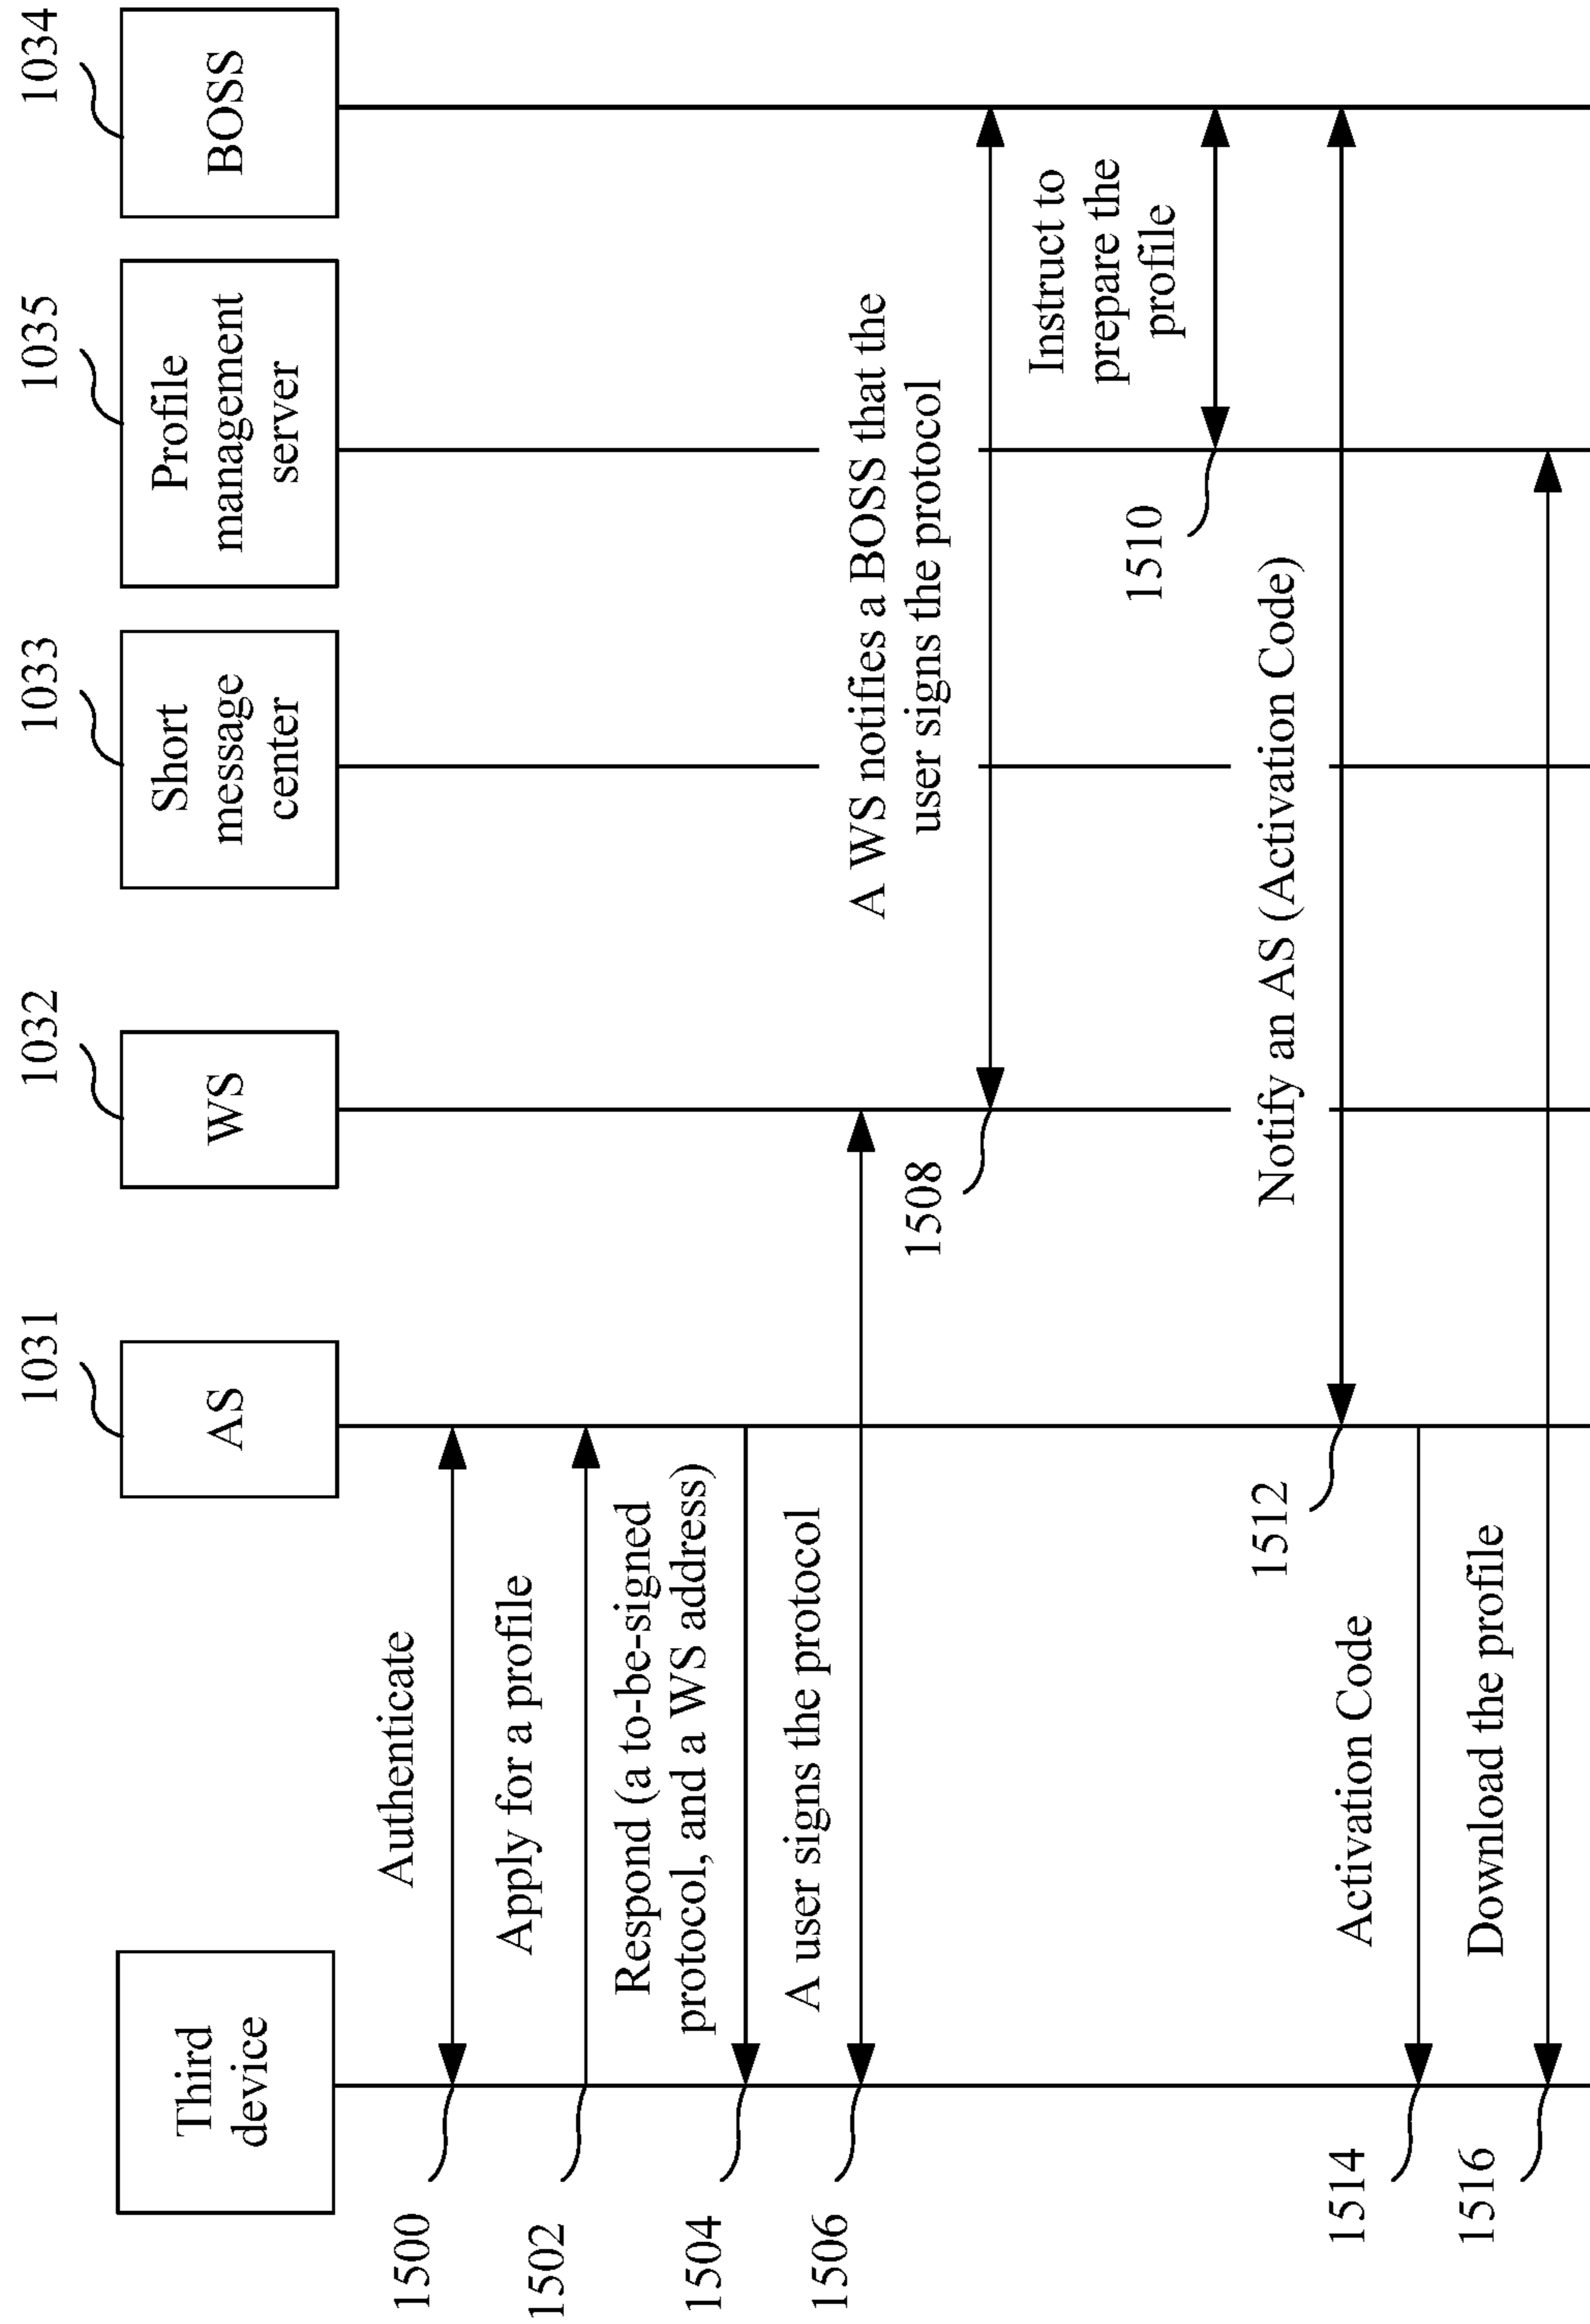 1031
1032
1033
1035
1034
Third
device
AS
WS
Short
message
center
Profile
management
server
BOSS
1500
Authenticate
1502
Apply for a profile
1504
Respond (a to-be-signed
protocol, and a WS address)
1506
A user signs the protocol
1508
A WS notifies a BOSS that the
user signs the protocol
1510
Instruct to
prepare the
profile
1512
Notify an AS (Activation Code)
1514
Activation Code
1516
Download the profile